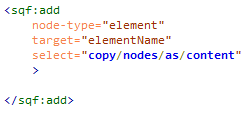 <sqf:add
node-type="element"
target="elementName"
select="copy/nodes/as/content"
>
</sqf:add>